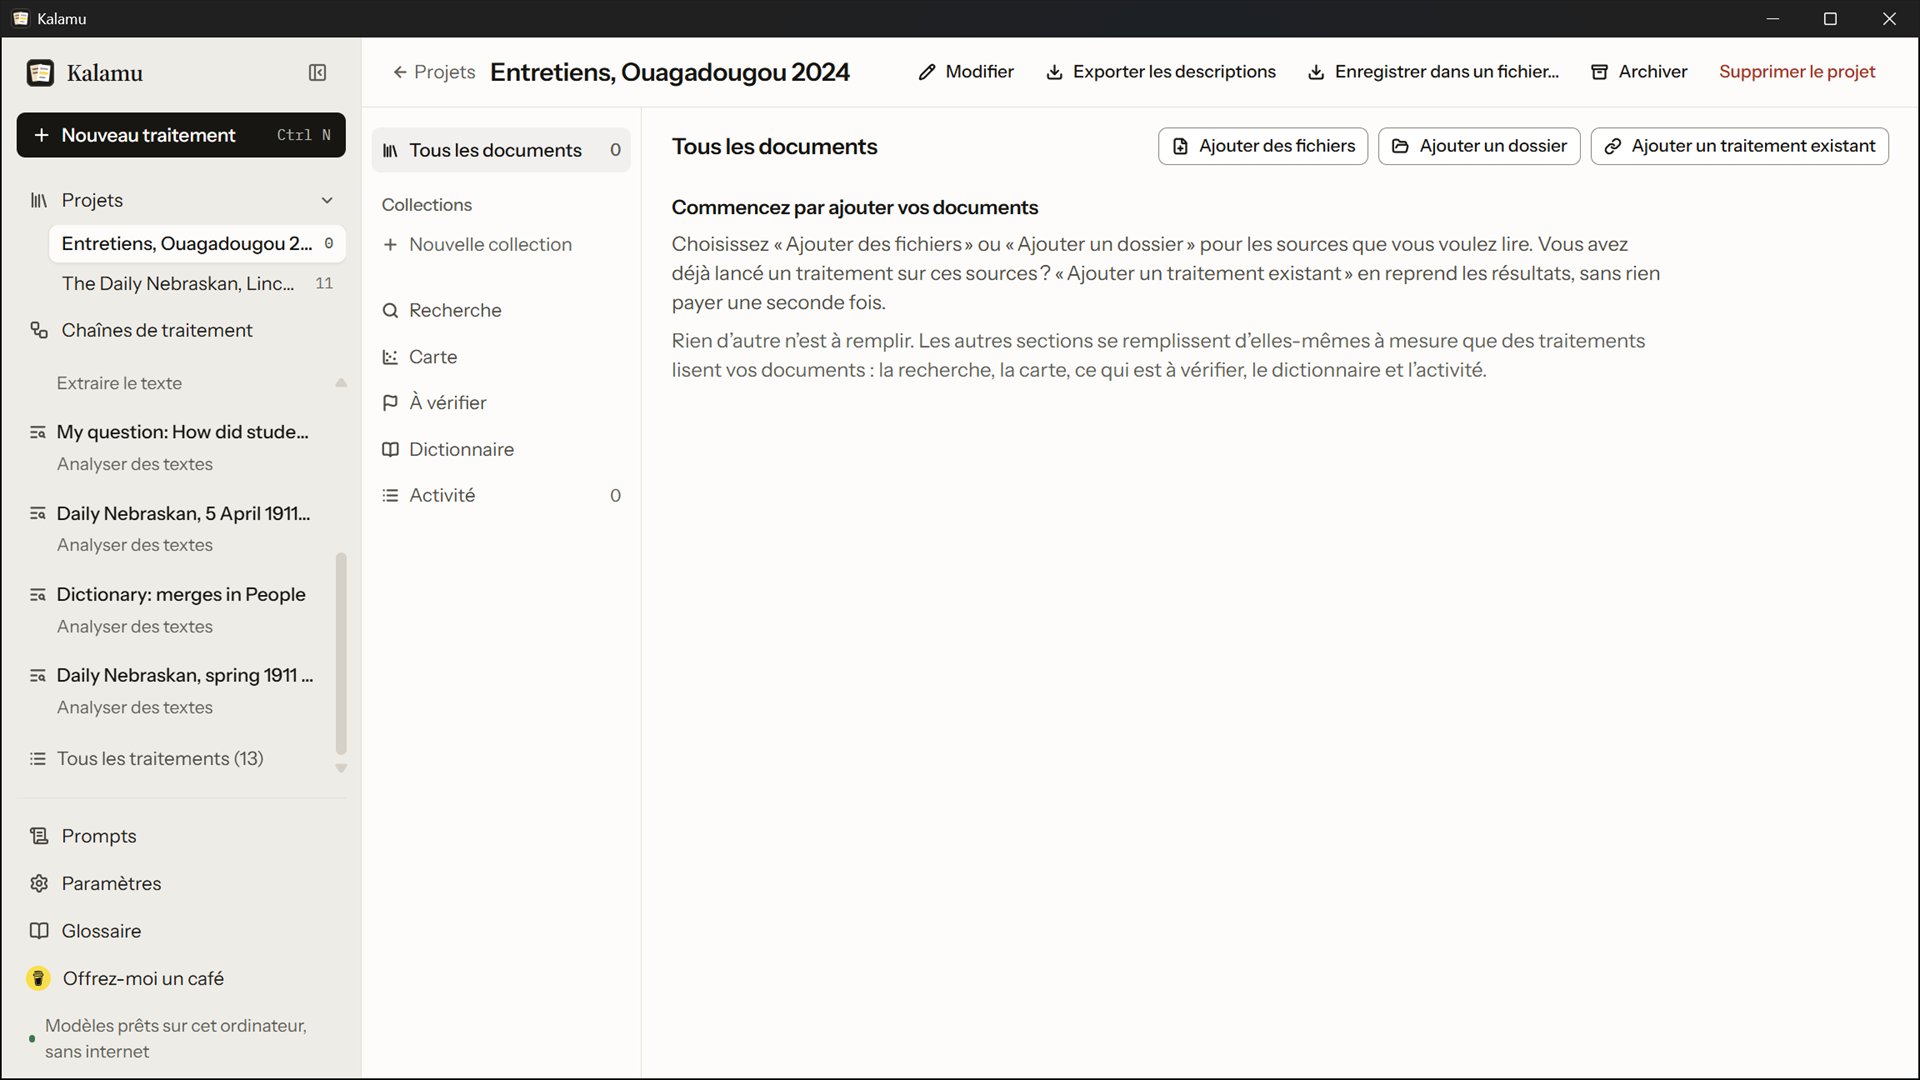 Kalamu
Kalamu
Nouveau traitement Ctrl N
Projets
Entretiens, Ouagadougou 2... 0
The Daily Nebraskan, Linc... 11
Chaînes de traitement
Extraire le texte
My question: How did stude...
Analyser des textes
Daily Nebraskan, 5 April 1911...
Analyser des textes
Dictionary: merges in People
Analyser des textes
Daily Nebraskan, spring 1911 ...
Analyser des textes
Tous les traitements (13)
Prompts
Paramètres
Glossaire
Offrez-moi un café
Modèles prêts sur cet ordinateur,
sans internet
← Projets Entretiens, Ouagadougou 2024 Modifier Exporter les descriptions Enregistrer dans un fichier... Archiver Supprimer le projet
Tous les documents 0
Collections
Nouvelle collection
Recherche
Carte
À vérifier
Dictionnaire
Activité 0
Tous les documents Ajouter des fichiers Ajouter un dossier Ajouter un traitement existant
Commencez par ajouter vos documents
Choisissez « Ajouter des fichiers » ou « Ajouter un dossier » pour les sources que vous voulez lire. Vous avez
déjà lancé un traitement sur ces sources ? « Ajouter un traitement existant » en reprend les résultats, sans rien
payer une seconde fois.
Rien d’autre n’est à remplir. Les autres sections se remplissent d’elles-mêmes à mesure que des traitements
lisent vos documents : la recherche, la carte, ce qui est à vérifier, le dictionnaire et l’activité.